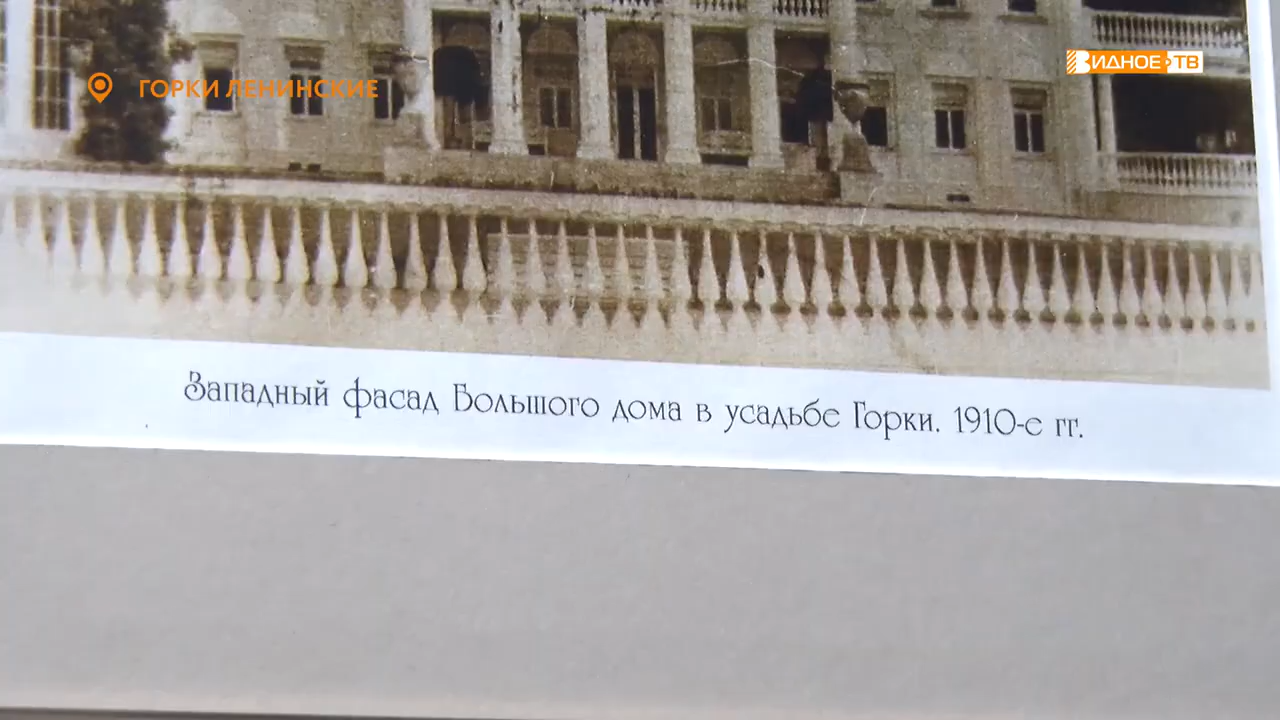 ГОРКИ ЛЕНИНСКИЕ
ВИДНОЕ ТВ
Западный фасад Большого дома в усадьбе Горки. 1910-е гг.